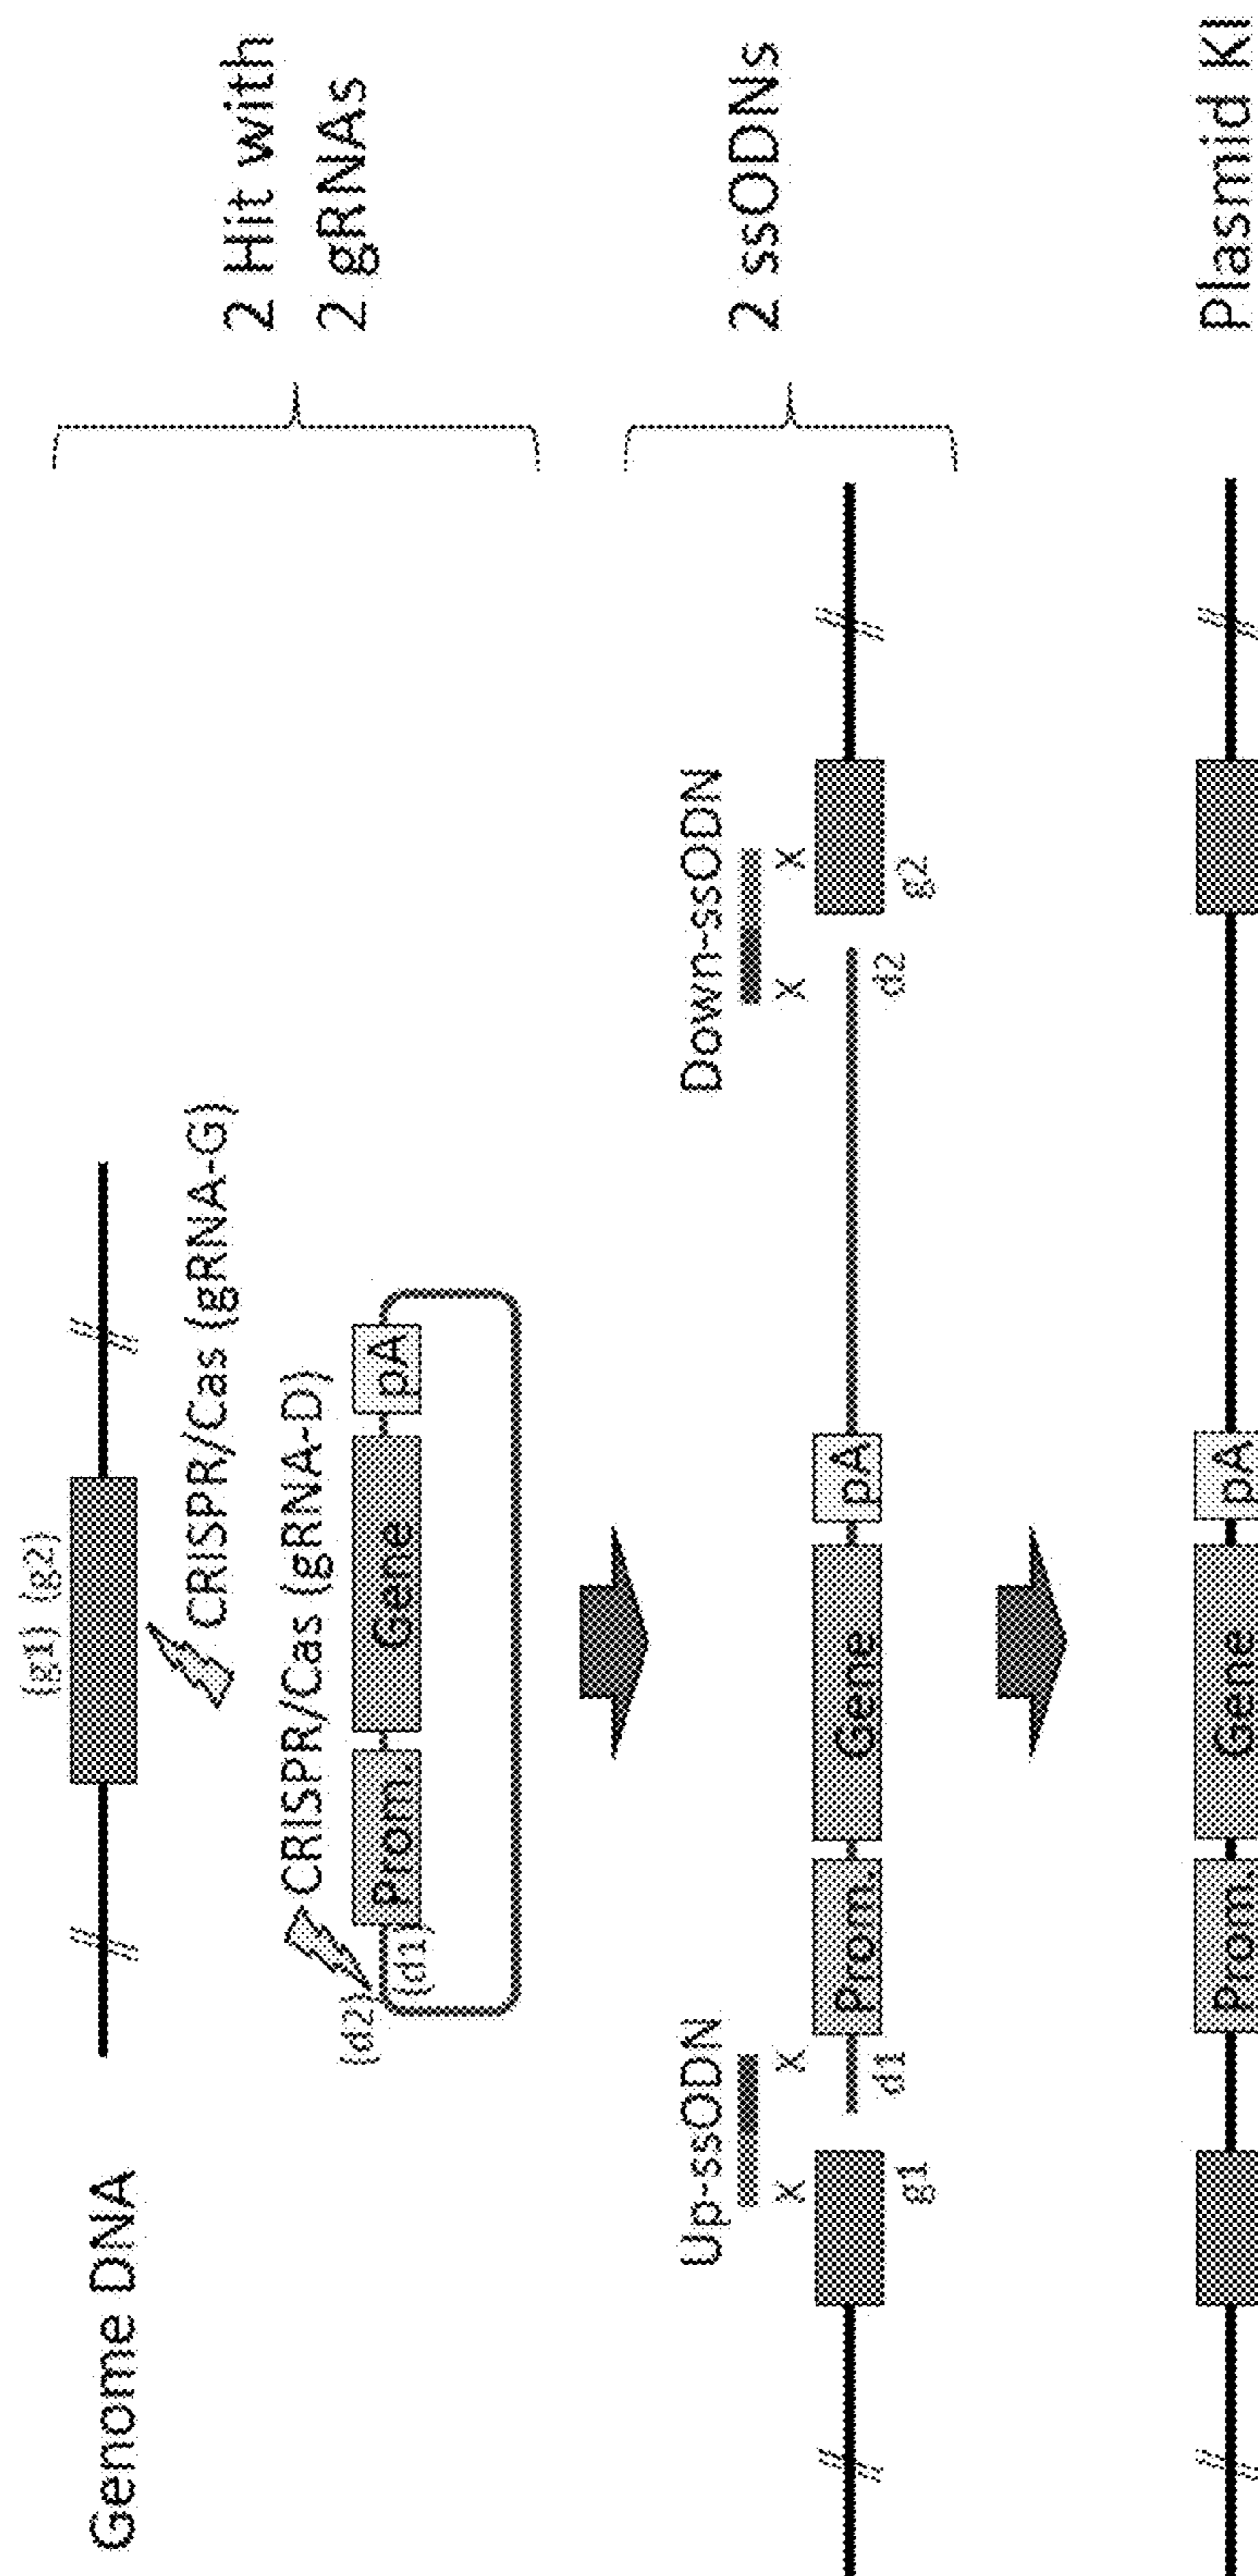 Genome DNA
(g1) (g2)
CRISPR/Cas (gRNA-G)
CRISPR/Cas (gRNA-D)
(d2)
(d1)
Prom.
Gene
pA
2 Hit with
2 gRNAs
Up-ssODN
Down-ssODN
x
x
x
x
Prom.
Gene
pA
g1
d1
d2
g2
2 ssODNs
Prom.
Gene
pA
Plasmid KI